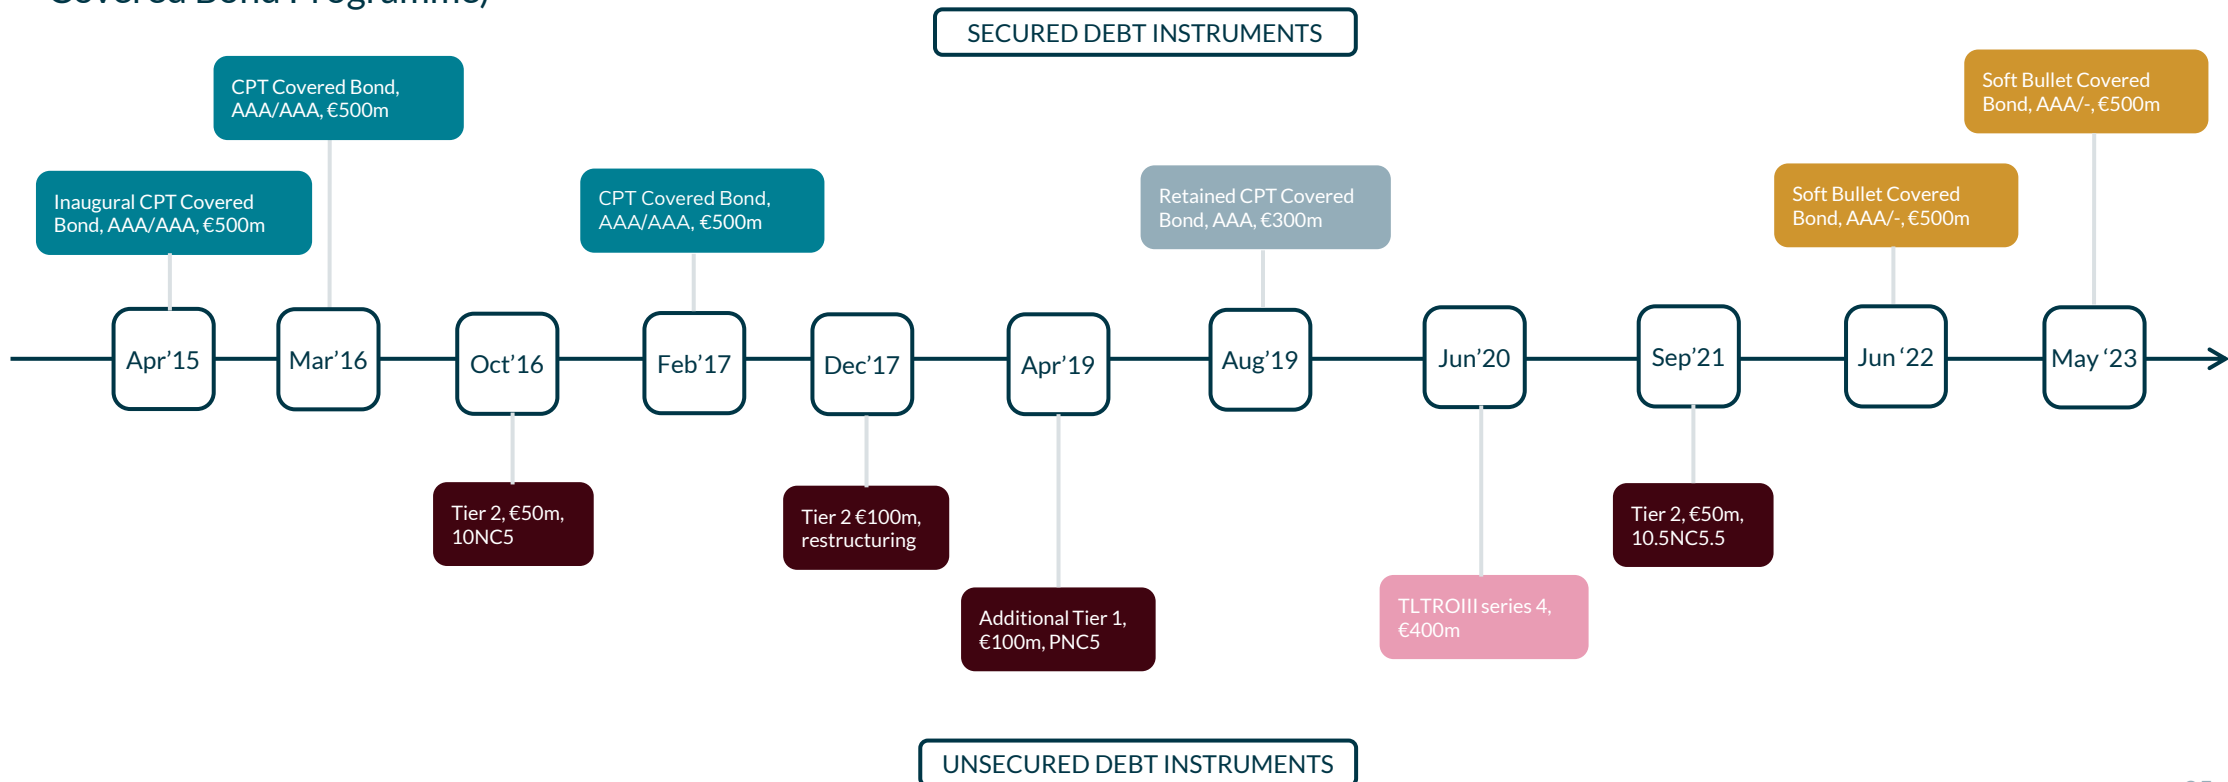 Covered Bond Programme)
SECURED DEBT INSTRUMENTS
CPT Covered Bond,
AAA/AAA, €500m
Soft Bullet Covered
Bond, AAA/-, €500m
Inaugural CPT Covered
Bond, AAA/AAA, €500m
CPT Covered Bond,
AAA/AAA, €500m
Retained CPT Covered
Bond, AAA, €300m
Soft Bullet Covered
Bond, AAA/-, €500m
Apr’15
Mar’16
Oct’16
Feb’17
Dec’17
Apr’19
Aug’19
Jun’20
Sep’21
Jun ‘22
May ‘23
Tier 2, €50m,
10NC5
Tier 2 €100m,
restructuring
Additional Tier 1,
€100m, PNC5
TLTROIII series 4,
€400m
Tier 2, €50m,
10.5NC5.5
UNSECURED DEBT INSTRUMENTS